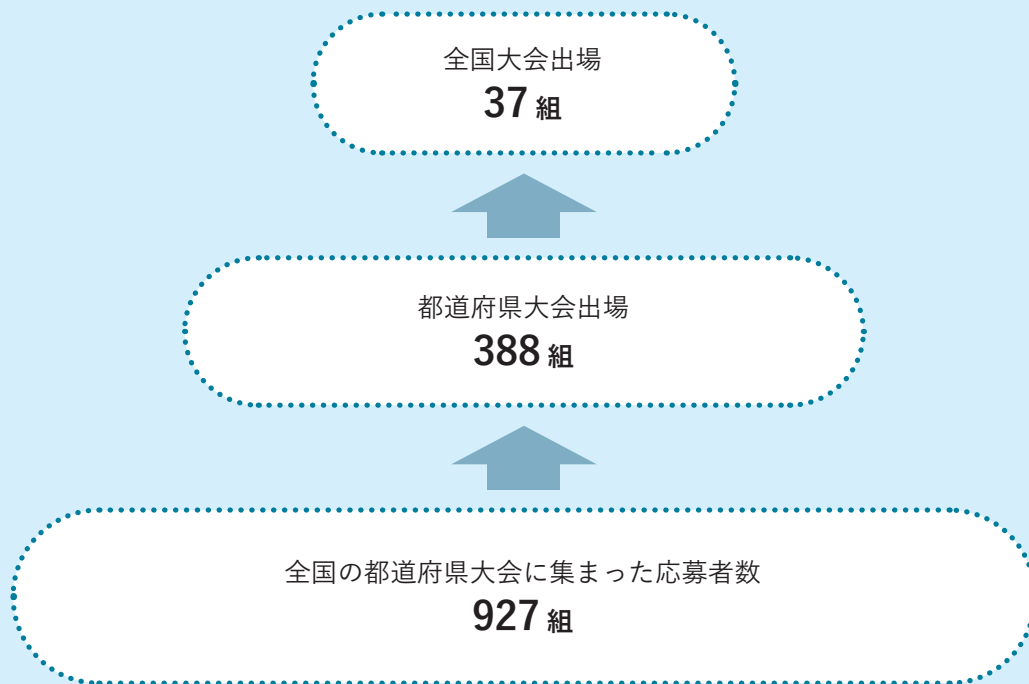 全国大会出場
37 組
都道府県大会出場
388 組
全国の都道府県大会に集まった応募者数
927 組